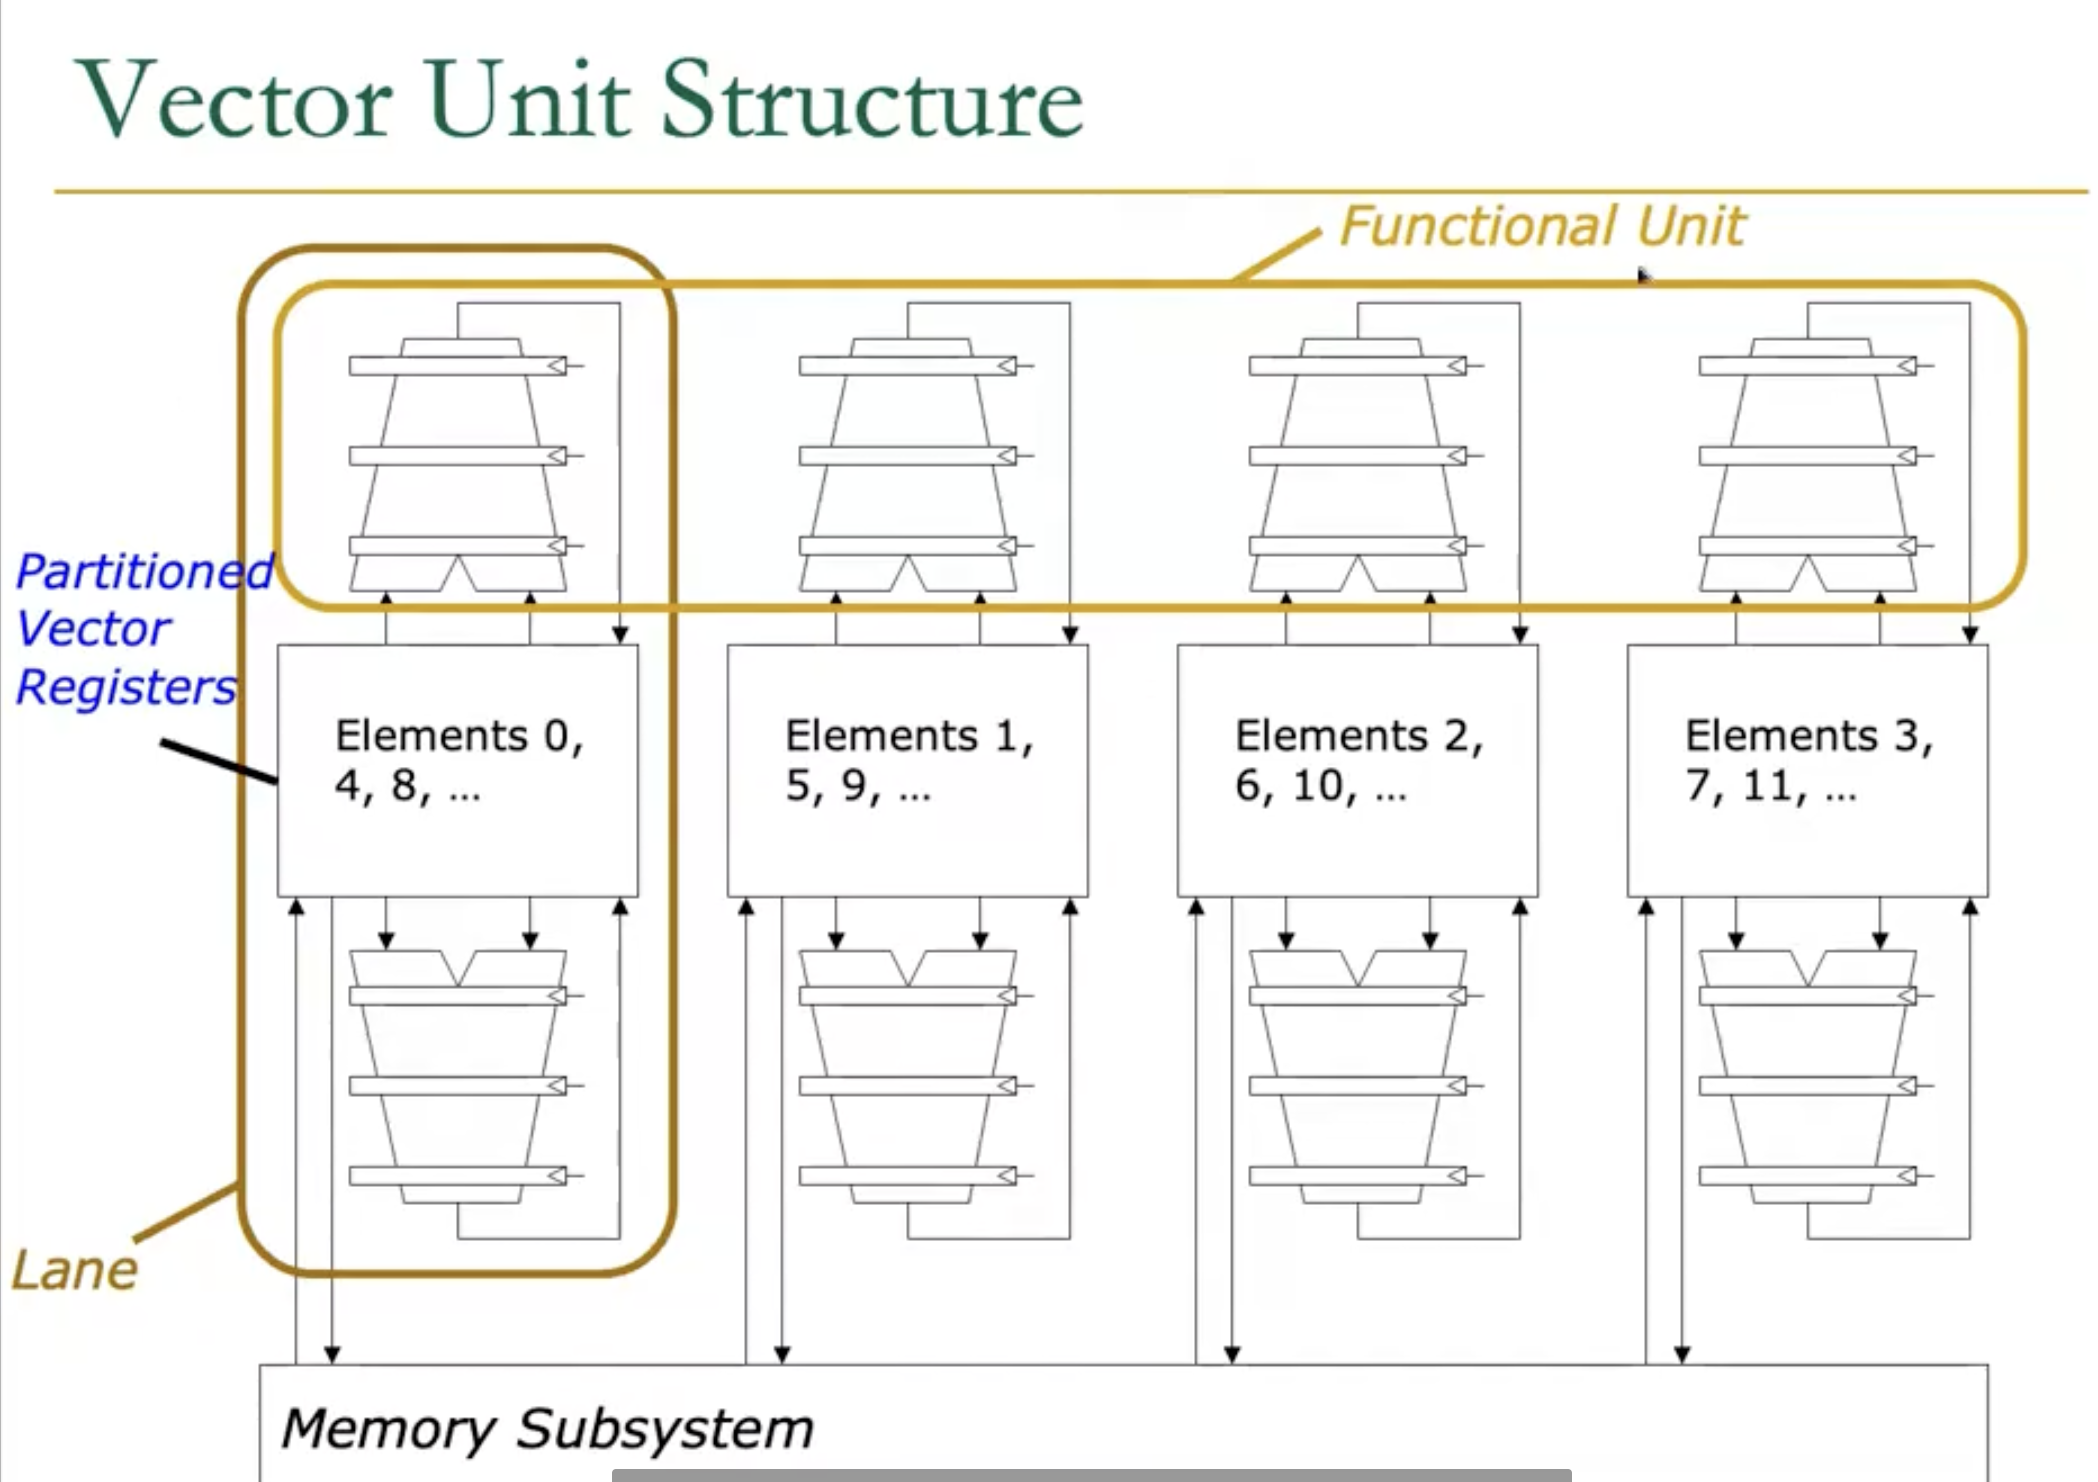 Vector Unit Structure
Functional Unit
Partitioned
Vector
Registers
Elements 0,
4, 8, ...
Elements 1,
5, 9, ...
Elements 2,
6, 10, ...
Elements 3,
7, 11, ...
Lane
Memory Subsystem